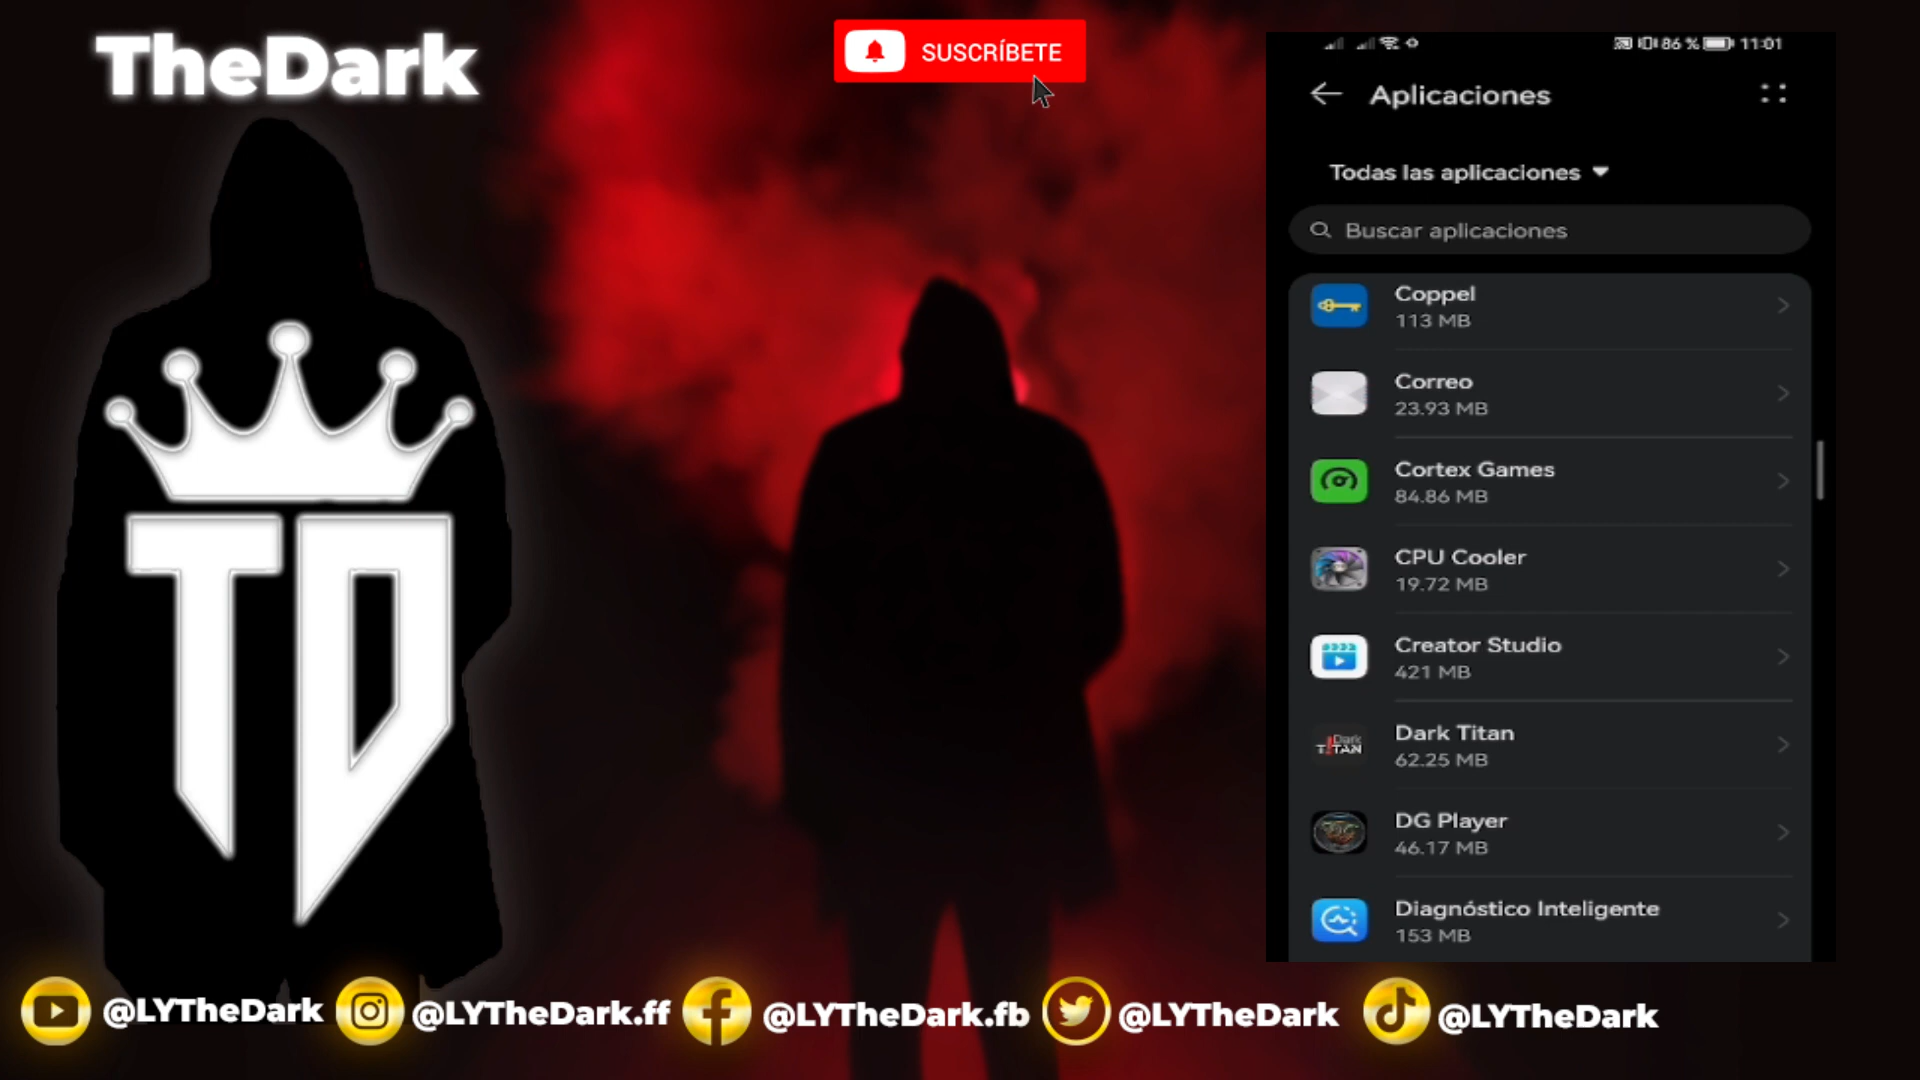 TheDark
SUSCRÍBETE
86 % 11:01
Aplicaciones
Todas las aplicaciones
Buscar aplicaciones
Coppel
113 MB
Correo
23.93 MB
Cortex Games
84.86 MB
CPU Cooler
19.72 MB
Creator Studio
421 MB
Dark Titan
62.25 MB
Dark
TITAN
DG Player
46.17 MB
Diagnóstico Inteligente
153 MB
TD
@LYTheDark @LYTheDark.ff @LYTheDark.fb @LYTheDark @LYTheDark